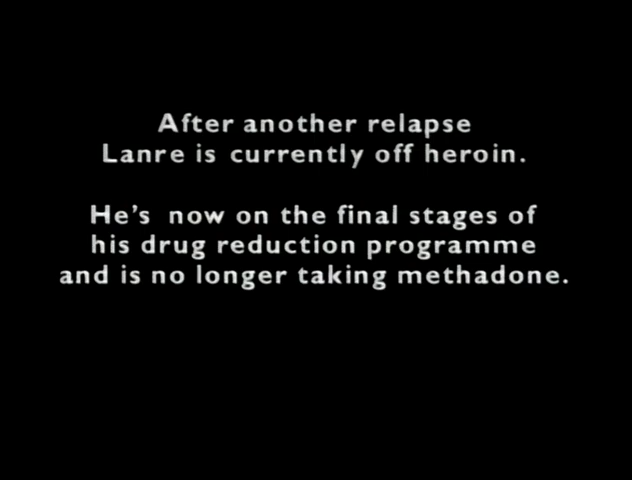 After another relapse
Lanre is currently off heroin.
He's now on the final stages of
his drug reduction programme
and is no longer taking methadone.